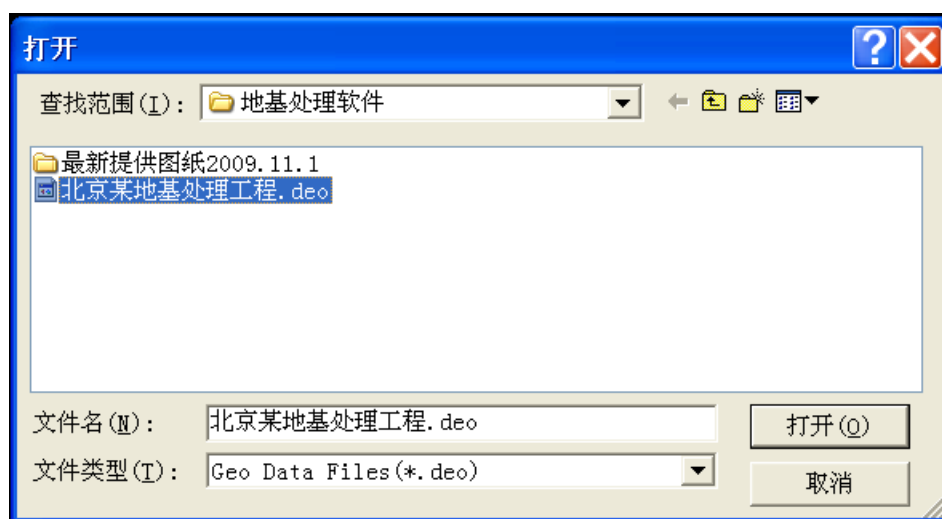 打开
查找范围(I): 地基处理软件
最新提供图纸2009.11.1
北京某地基处理工程.deo
文件名(N): 北京某地基处理工程.deo 打开(O)
文件类型(T): Geo Data Files(*.deo) 取消